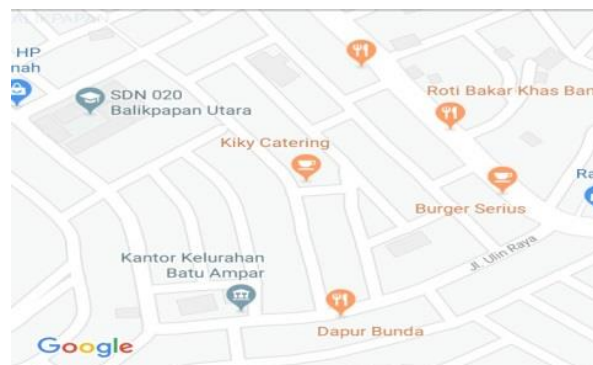 BALIKPAPAN
HP
nah
SDN 020
Balikpapan Utara
Roti Bakar Khas Ban
Kiky Catering
Ra
Burger Serius
Jl. Ulin Raya
Kantor Kelurahan
Batu Ampar
Dapur Bunda
Google